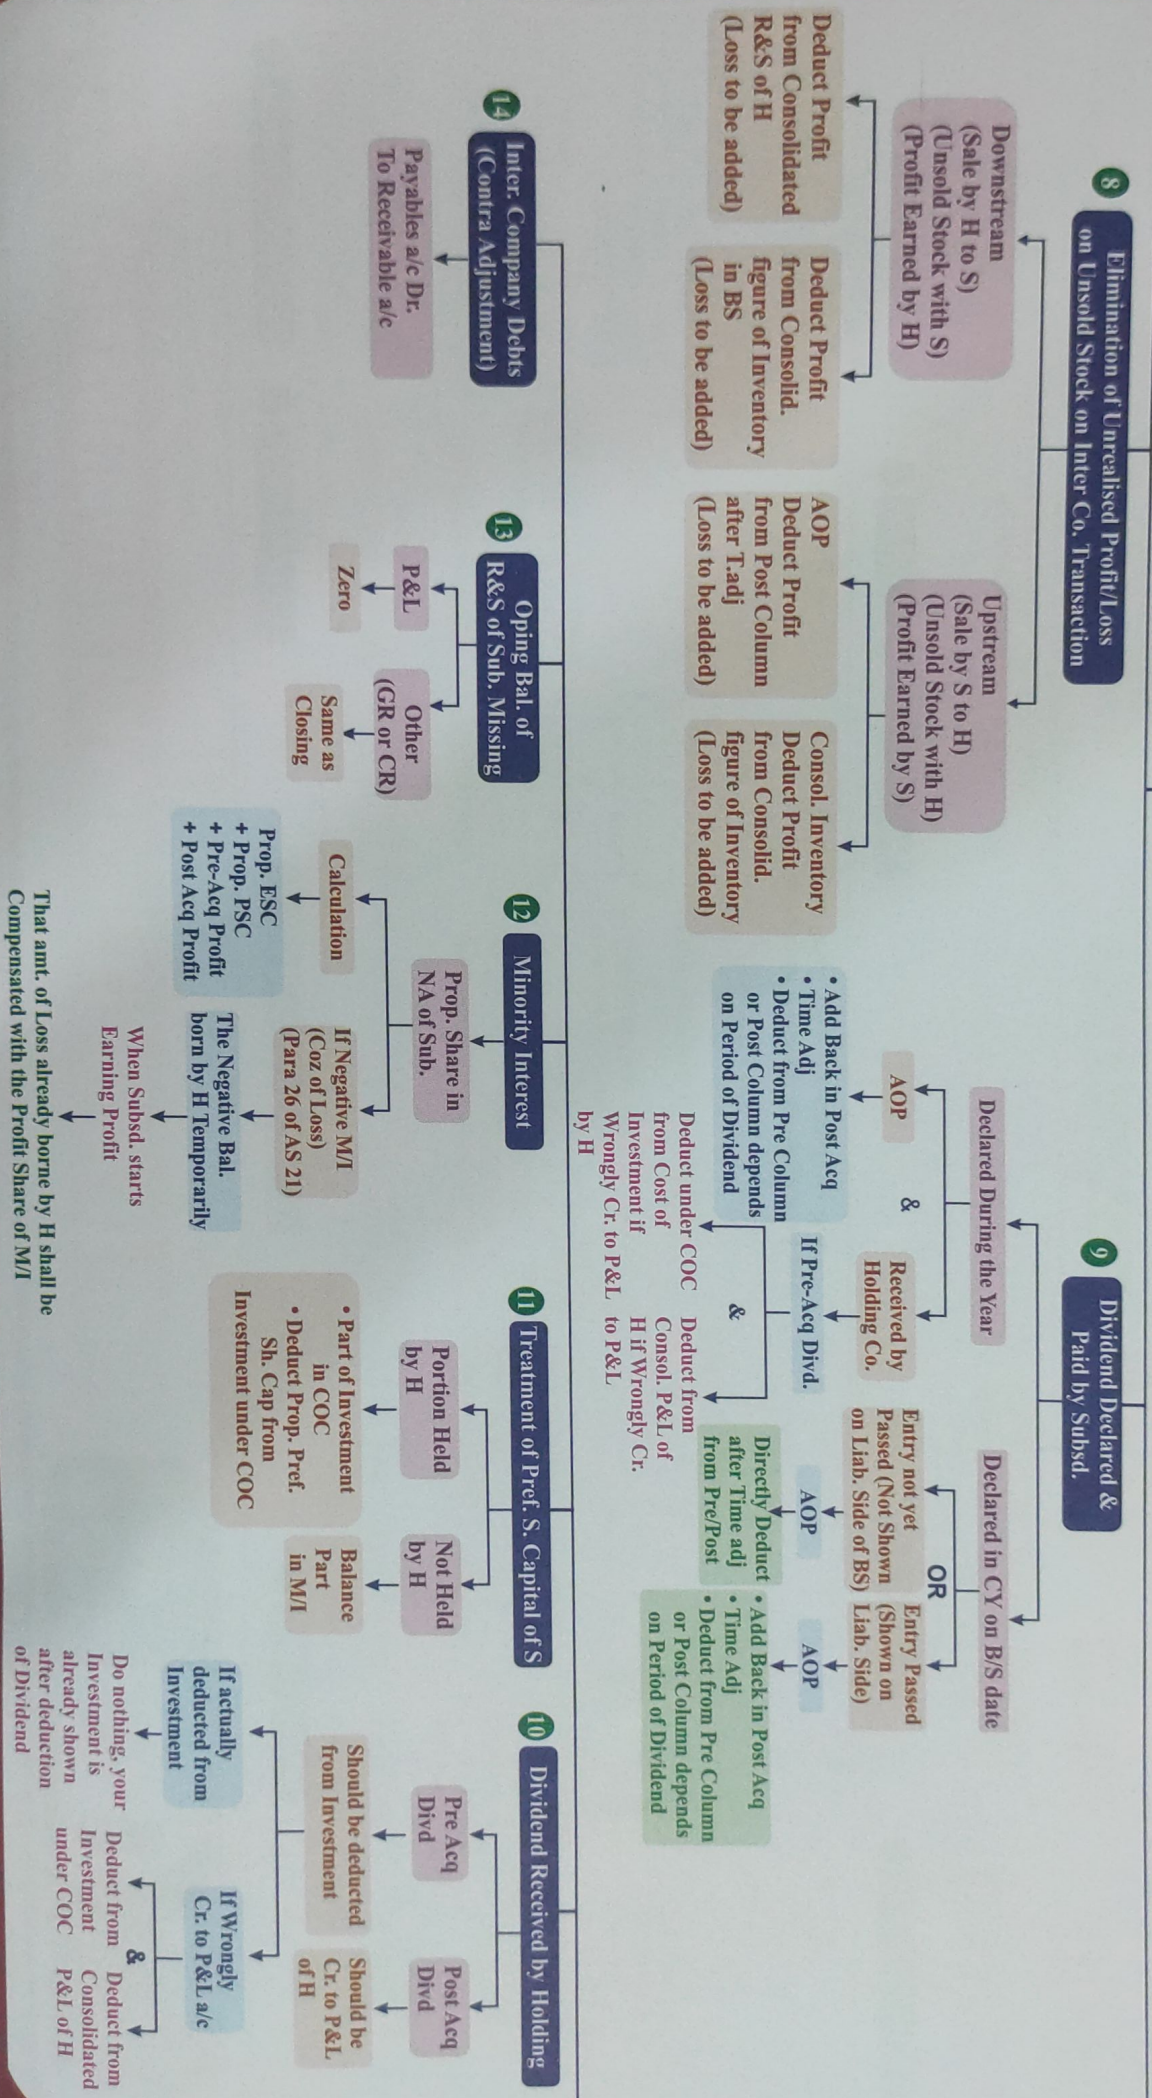 8
Elimination of Unrealised Profit/Loss
on Unsold Stock on Inter Co. Transaction
Downstream
(Sale by H to S)
(Unsold Stock with S)
(Profit Earned by H)
Deduct Profit
from Consolidated
R&S of H
(Loss to be added)
Deduct Profit
from Consolid.
figure of Inventory
in BS
(Loss to be added)
Upstream
(Sale by S to H)
(Unsold Stock with H)
(Profit Earned by S)
AOP
Deduct Profit
from Post Column
after T.adj
(Loss to be added)
Consol. Inventory
Deduct Profit
from Consolid.
figure of Inventory
(Loss to be added)
9
Dividend Declared &
Paid by Subsd.
Declared During the Year
AOP
&
Received by
Holding Co.
• Add Back in Post Acq
• Time Adj
• Deduct from Pre Column
or Post Column depends
on Period of Dividend
If Pre-Acq Divd.
Deduct under COC
from Cost of
Investment if
Wrongly Cr. to P&L
by H
&
Deduct from
Consol. P&L of
H if Wrongly Cr.
to P&L
Declared in CY on B/S date
Entry not yet
Passed (Not Shown
on Liab. Side of BS)
OR
Entry Passed
(Shown on
Liab. Side)
AOP
Directly Deduct
after Time adj
from Pre/Post
AOP
• Add Back in Post Acq
• Time Adj
• Deduct from Pre Column
or Post Column depends
on Period of Dividend
14
Inter. Company Debts
(Contra Adjustment)
Payables a/c Dr.
To Receivable a/c
13
Oping Bal. of
R&S of Sub. Missing
P&L
Zero
Other
(GR or CR)
Same as
Closing
12
Minority Interest
Prop. Share in
NA of Sub.
Calculation
Prop. ESC
+ Prop. PSC
+ Pre-Acq Profit
+ Post Acq Profit
If Negative M/I
(Coz of Loss)
(Para 26 of AS 21)
The Negative Bal.
born by H Temporarily
When Subsd. starts
Earning Profit
That amt. of Loss already borne by H shall be
Compensated with the Profit Share of M/I
11
Treatment of Pref. S. Capital of S
Portion Held
by H
• Part of Investment
in COC
• Deduct Prop. Pref.
Sh. Cap from
Investment under COC
Not Held
by H
Balance
Part
in M/I
10
Dividend Received by Holding
Pre Acq
Divd
Should be deducted
from Investment
Post Acq
Divd
Should be
Cr. to P&L
of H
If actually
deducted from
Investment
Do nothing, your
Investment is
already shown
after deduction
of Dividend
If Wrongly
Cr. to P&L a/c
Deduct from
Investment
under COC
&
Deduct from
Consolidated
P&L of H